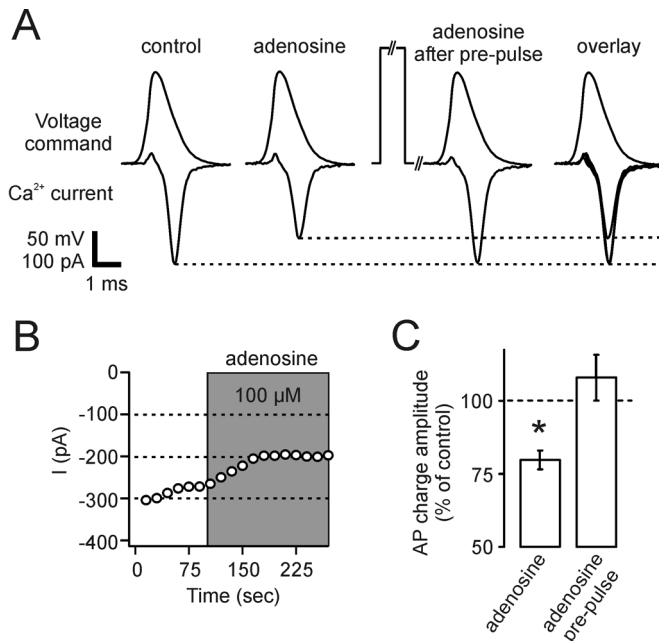 A
control
adenosine
adenosine
after pre-pulse
overlay
Voltage
command
Ca²⁺ current
50 mV
100 pA
1 ms
B
adenosine
100 µM
0
-100
-200
-300
-400
I (pA)
0
75
150
225
Time (sec)
C
AP charge amplitude
(% of control)
100
75
50
*
adenosine
adenosine
pre-pulse